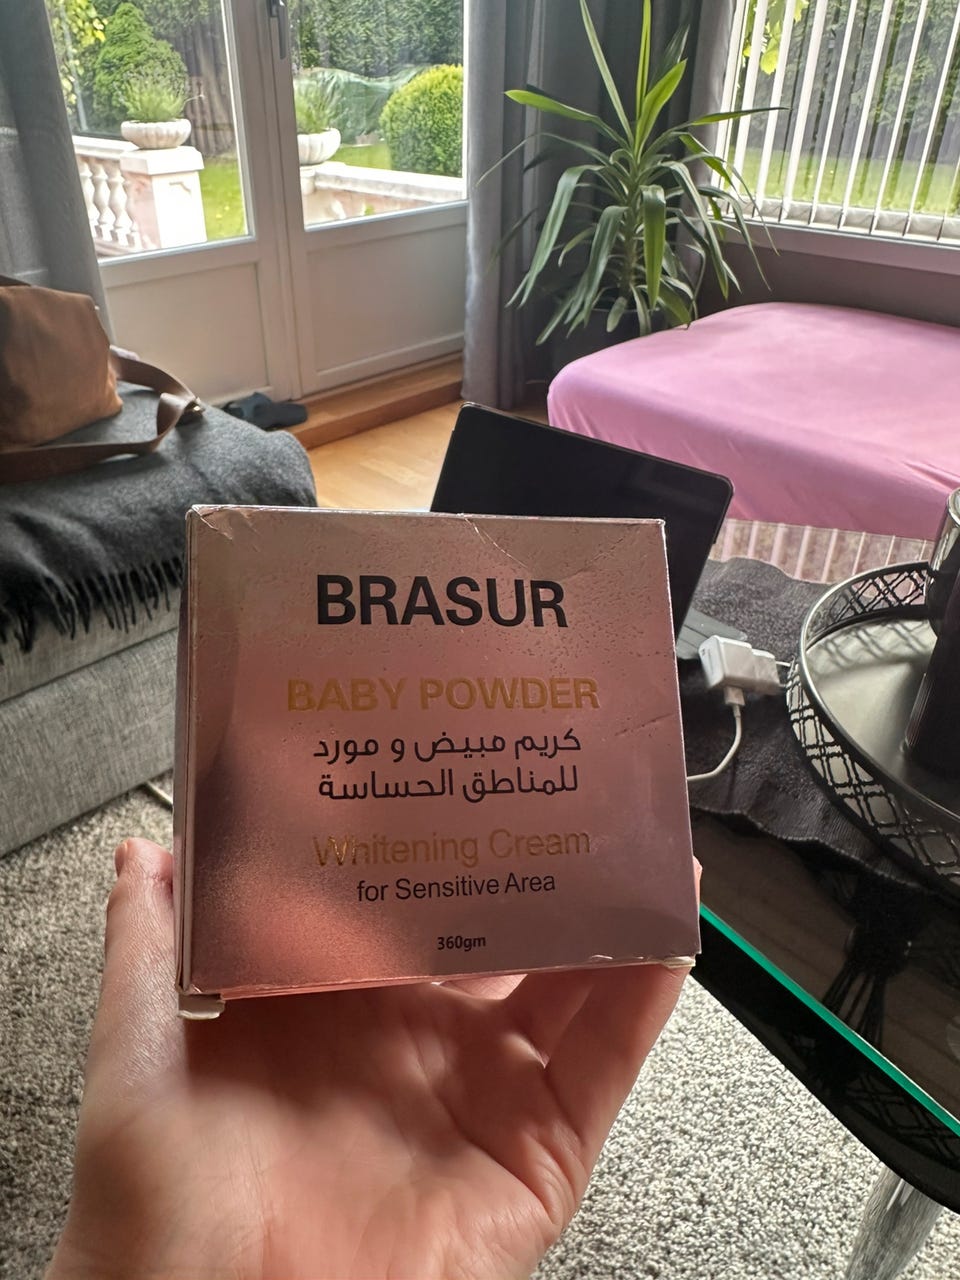 BRASUR
BABY POWDER
كريم مبيض و مورد
للمناطق الحساسة
Whitening Cream
for Sensitive Area
360gm